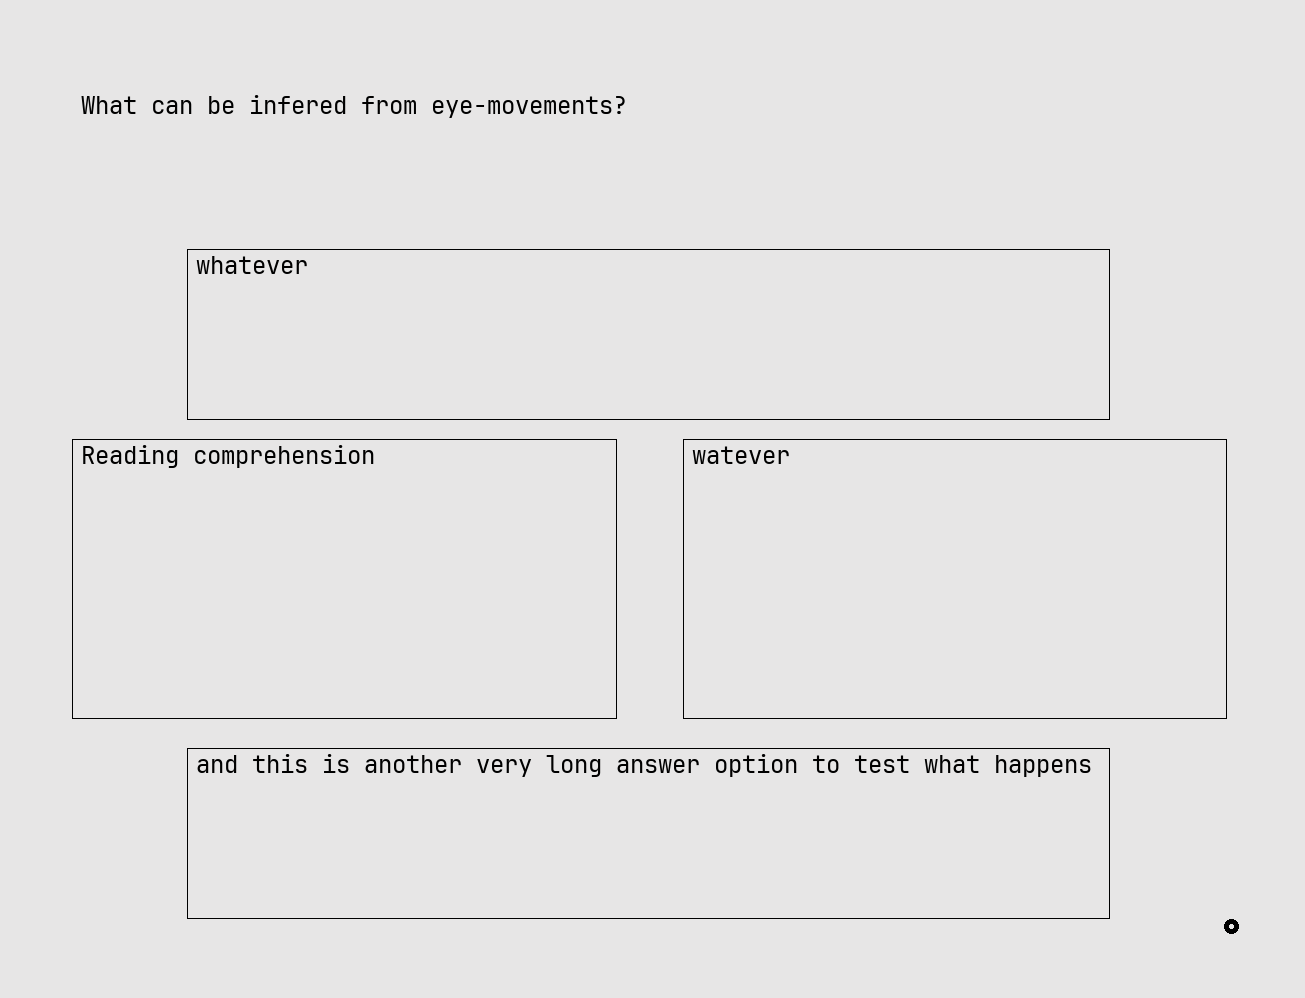 What can be infered from eye-movements?
whatever
Reading comprehension
watever
and this is another very long answer option to test what happens